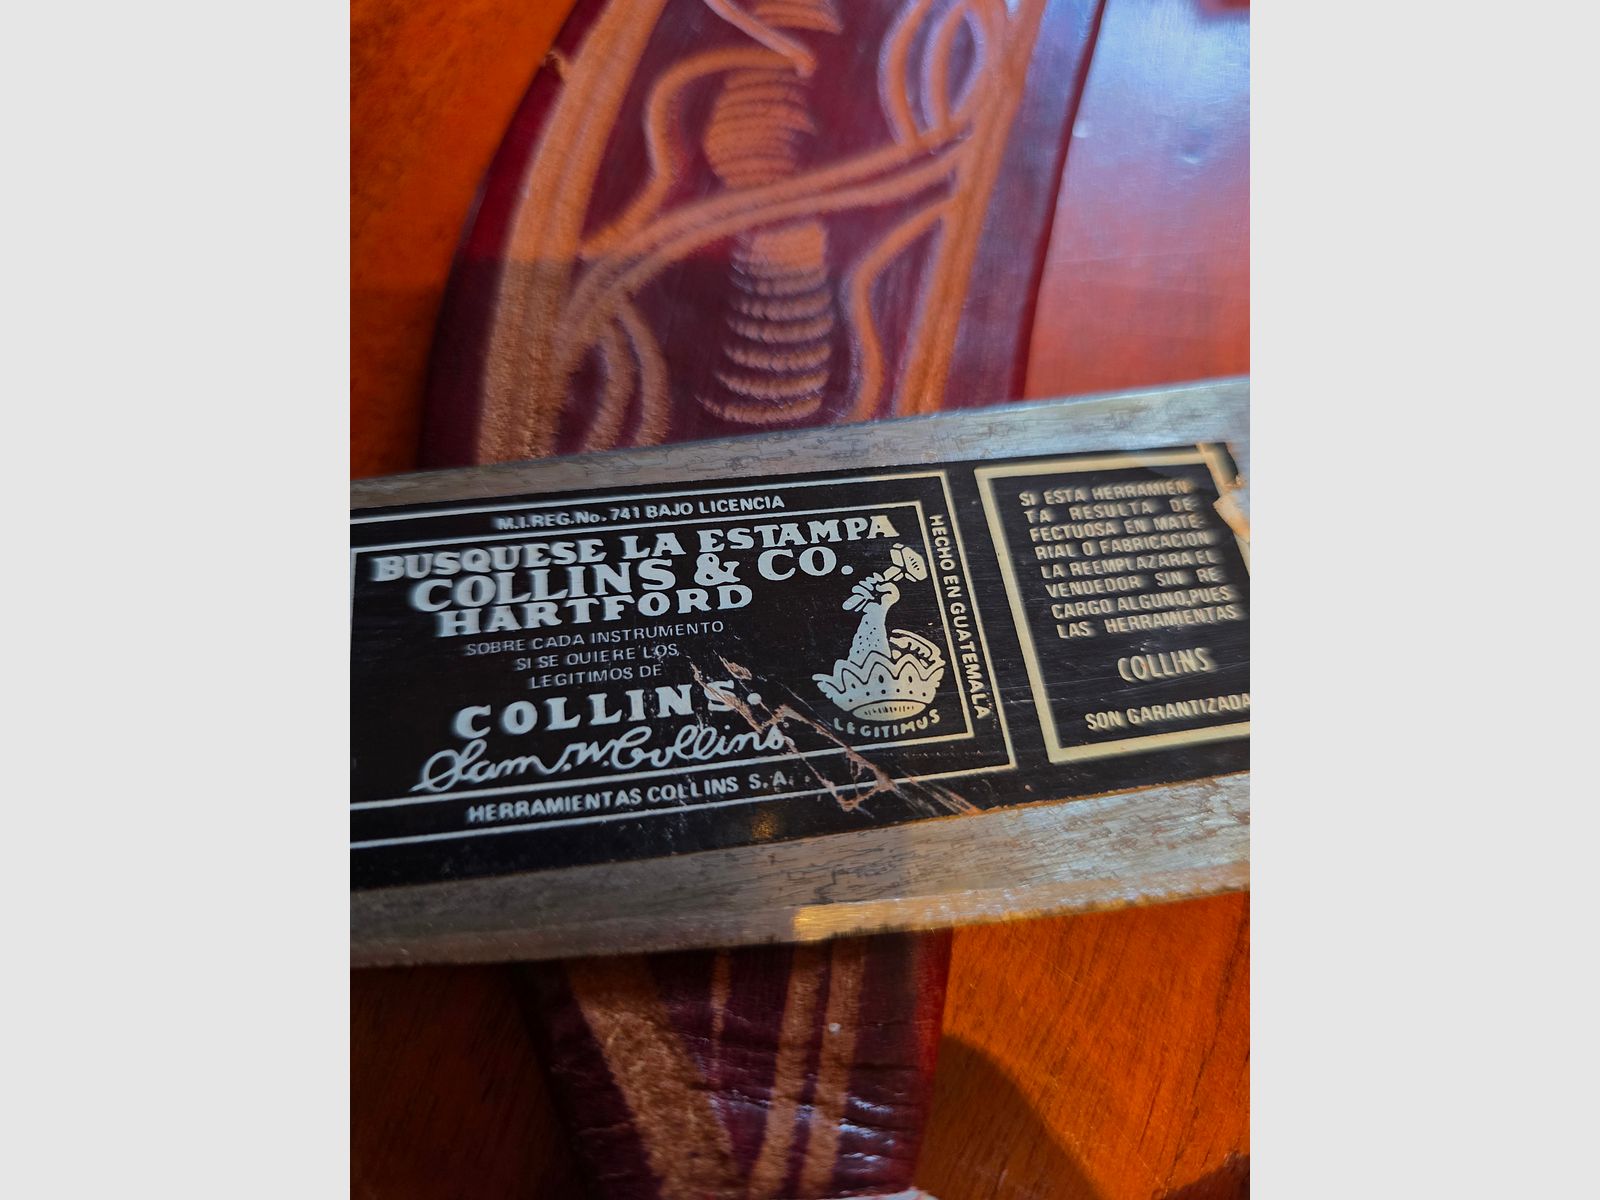 M.I.REG.No. 741 BAJO LICENCIA
BUSQUESE LA ESTAMPA
COLLINS & CO.
HARTFORD
SOBRE CADA INSTRUMENTO
SI SE QUIERE LOS
LEGITIMOS DE
COLLINS.
Sam. W. Collins
HERRAMIENTAS COLLINS S.A.
LEGITIMUS
HECHO EN GUATEMALA
SI ESTA HERRAMIEN-
TA RESULTA DE-
FECTUOSA EN MATE-
RIAL O FABRICACION
LA REEMPLAZARA EL
VENDEDOR SIN RE
CARGO ALGUNO,PUES
LAS HERRAMIENTAS
COLLINS
SON GARANTIZADA